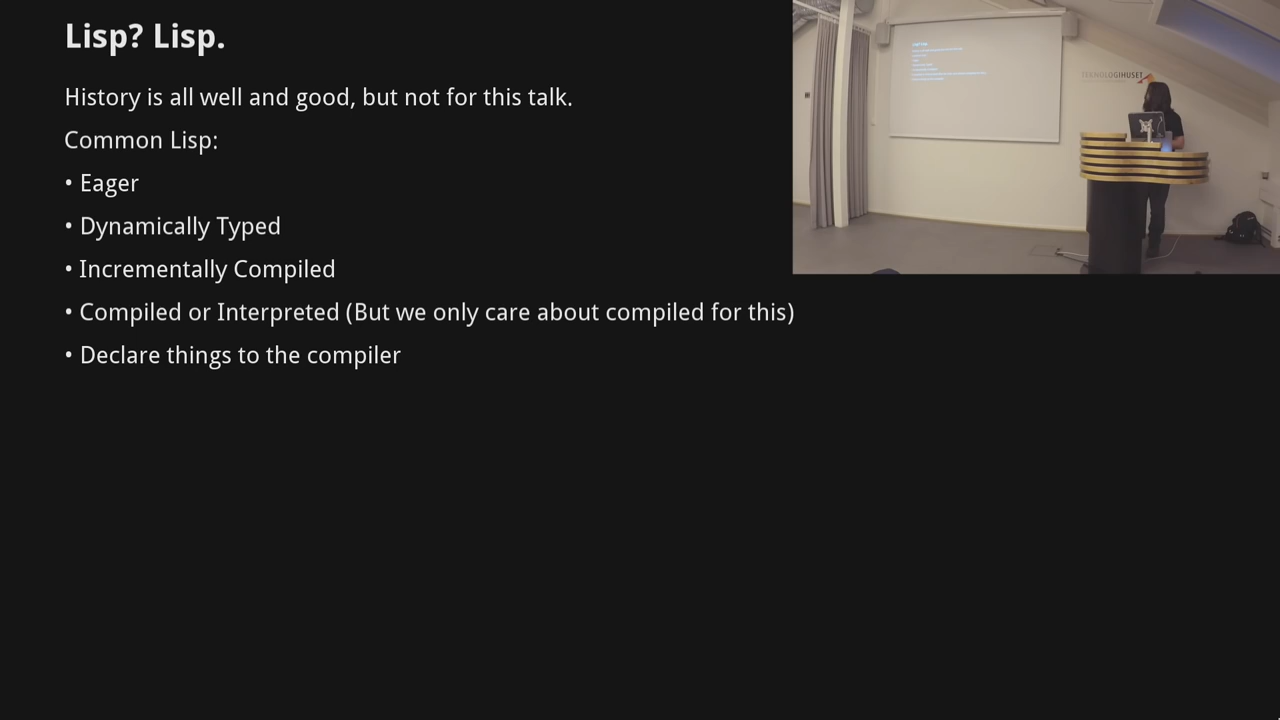 Lisp? Lisp.
History is all well and good, but not for this talk.
Common Lisp:
• Eager
• Dynamically Typed
• Incrementally Compiled
• Compiled or Interpreted (But we only care about compiled for this)
• Declare things to the compiler
TEKNOLOGIHUSET